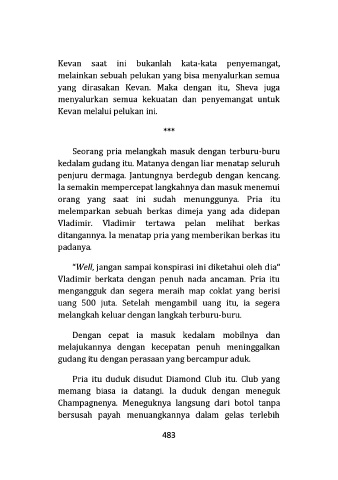 Kevan saat ini bukanlah kata-kata penyemangat,
melainkan sebuah pelukan yang bisa menyalurkan semua
yang dirasakan Kevan. Maka dengan itu, Sheva juga
menyalurkan semua kekuatan dan penyemangat untuk
Kevan melalui pelukan ini.
***
Seorang pria melangkah masuk dengan terburu-buru
kedalam gudang itu. Matanya dengan liar menatap seluruh
penjuru dermaga. Jantungnya berdegub dengan kencang.
Ia semakin mempercepat langkahnya dan masuk menemui
orang yang saat ini sudah menunggunya. Pria itu
melemparkan sebuah berkas dimeja yang ada didepan
Vladimir. Vladimir tertawa pelan melihat berkas
ditangannya. Ia menatap pria yang memberikan berkas itu
padanya.
"Well, jangan sampai konspirasi ini diketahui oleh dia"
Vladimir berkata dengan penuh nada ancaman. Pria itu
mengangguk dan segera meraih map coklat yang berisi
uang 500 juta. Setelah mengambil uang itu, ia segera
melangkah keluar dengan langkah terburu-buru.
Dengan cepat ia masuk kedalam mobilnya dan
melajukannya dengan kecepatan penuh meninggalkan
gudang itu dengan perasaan yang bercampur aduk.
Pria itu duduk disudut Diamond Club itu. Club yang
memang biasa ia datangi. Ia duduk dengan meneguk
Champagnenya. Meneguknya langsung dari botol tanpa
bersusah payah menuangkannya dalam gelas terlebih
483